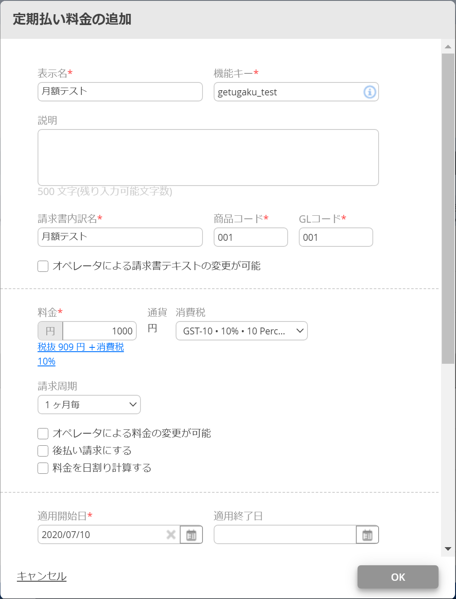 定期払い料金の追加
表示名* 機能キー*
月額テスト getugaku_test
説明
500 文字(残り入力可能文字数)
請求書内訳名* 商品コード* GLコード*
月額テスト 001 001
オペレータによる請求書テキストの変更が可能
料金* 通貨 消費税
円 1000 円 GST-10 • 10% • 10 Perc...
税抜 909 円 +消費税
10%
請求周期
1 ヶ月毎
オペレータによる料金の変更が可能
後払い請求にする
料金を日割り計算する
適用開始日* 適用終了日
2020/07/10
キャンセル OK